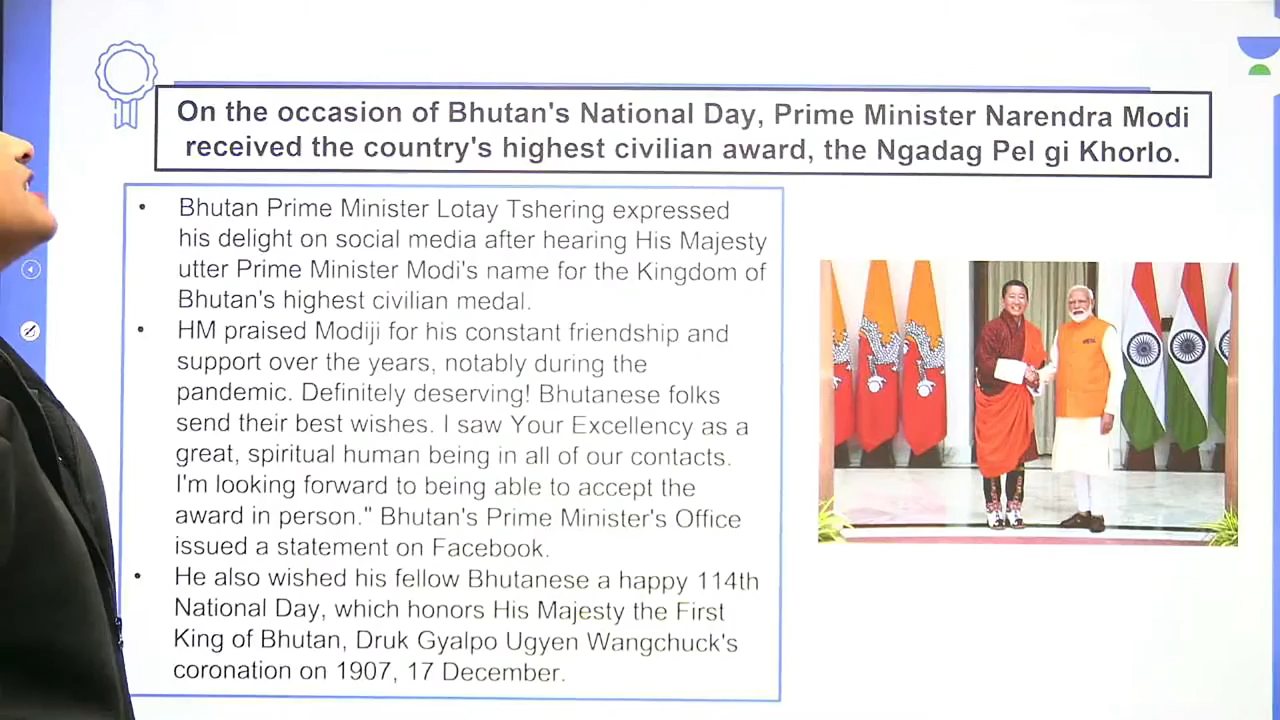 On the occasion of Bhutan's National Day, Prime Minister Narendra Modi
received the country's highest civilian award, the Ngadag Pel gi Khorlo.
• Bhutan Prime Minister Lotay Tshering expressed
his delight on social media after hearing His Majesty
utter Prime Minister Modi's name for the Kingdom of
Bhutan's highest civilian medal.
• HM praised Modiji for his constant friendship and
support over the years, notably during the
pandemic. Definitely deserving! Bhutanese folks
send their best wishes. I saw Your Excellency as a
great, spiritual human being in all of our contacts.
I'm looking forward to being able to accept the
award in person." Bhutan's Prime Minister's Office
issued a statement on Facebook.
• He also wished his fellow Bhutanese a happy 114th
National Day, which honors His Majesty the First
King of Bhutan, Druk Gyalpo Ugyen Wangchuck's
coronation on 1907, 17 December.